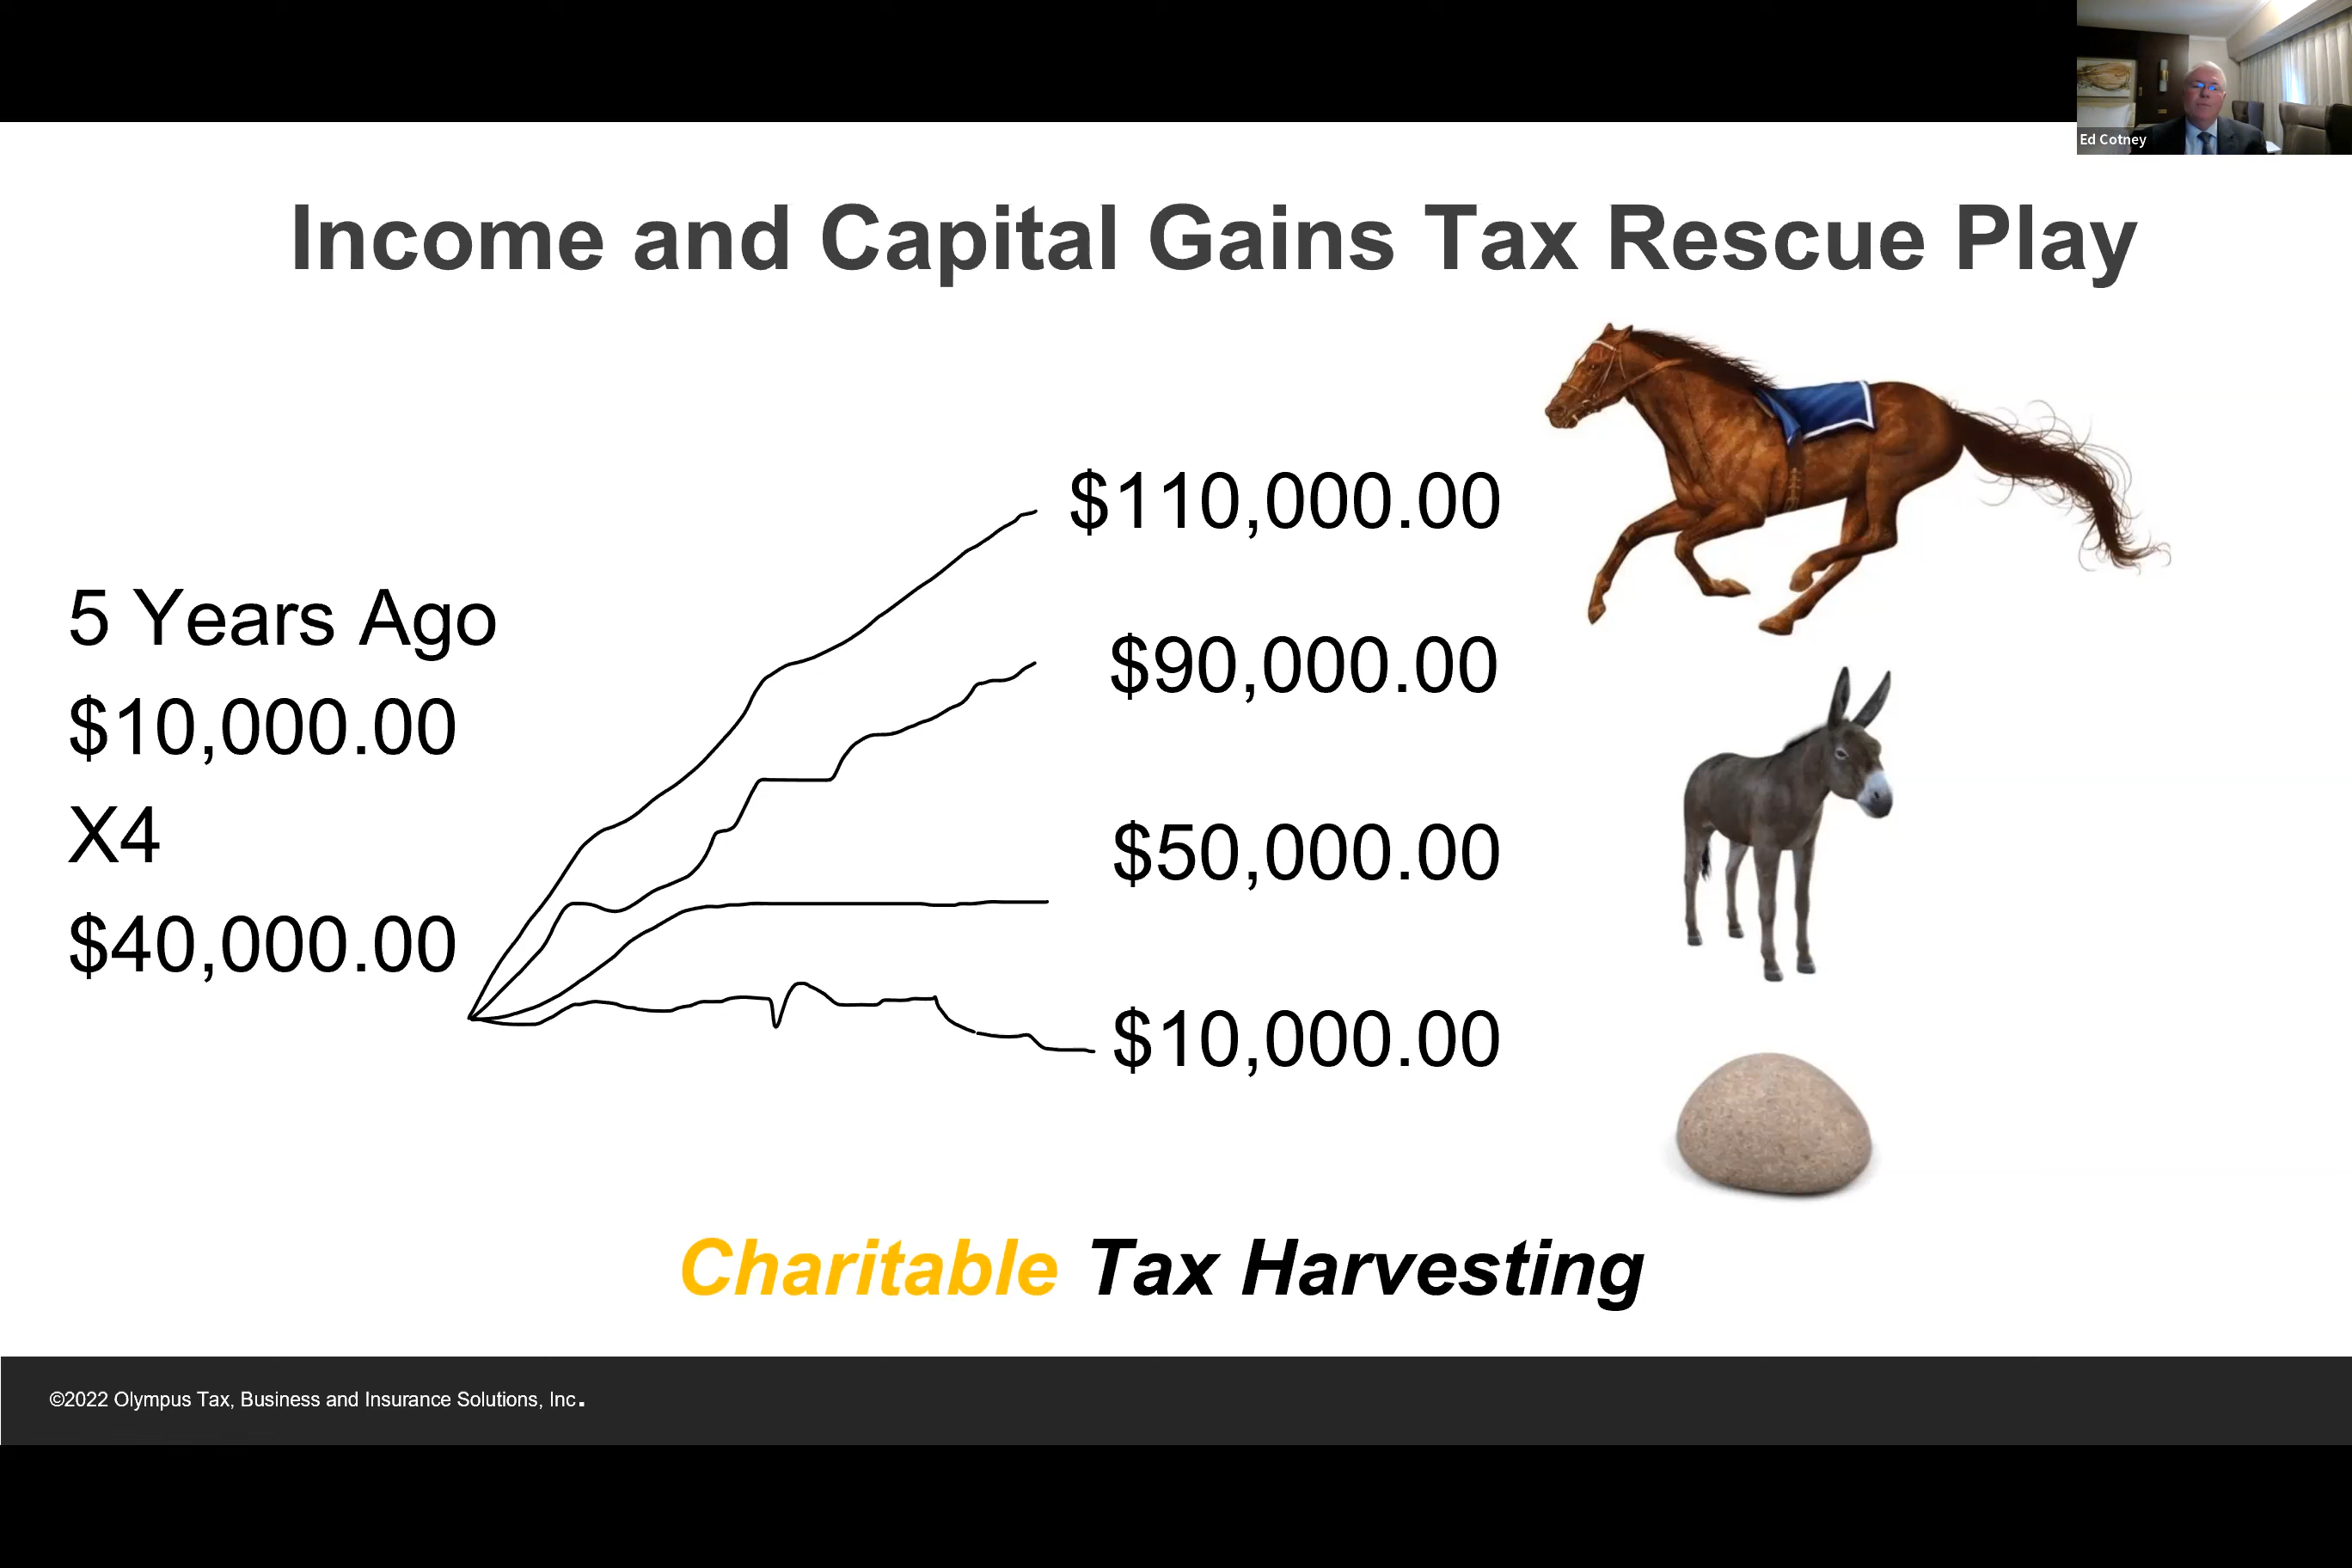 Ed Cotney
Income and Capital Gains Tax Rescue Play
5 Years Ago
$10,000.00
X4
$40,000.00
$110,000.00
$90,000.00
$50,000.00
$10,000.00
Charitable Tax Harvesting
©2022 Olympus Tax, Business and Insurance Solutions, Inc.